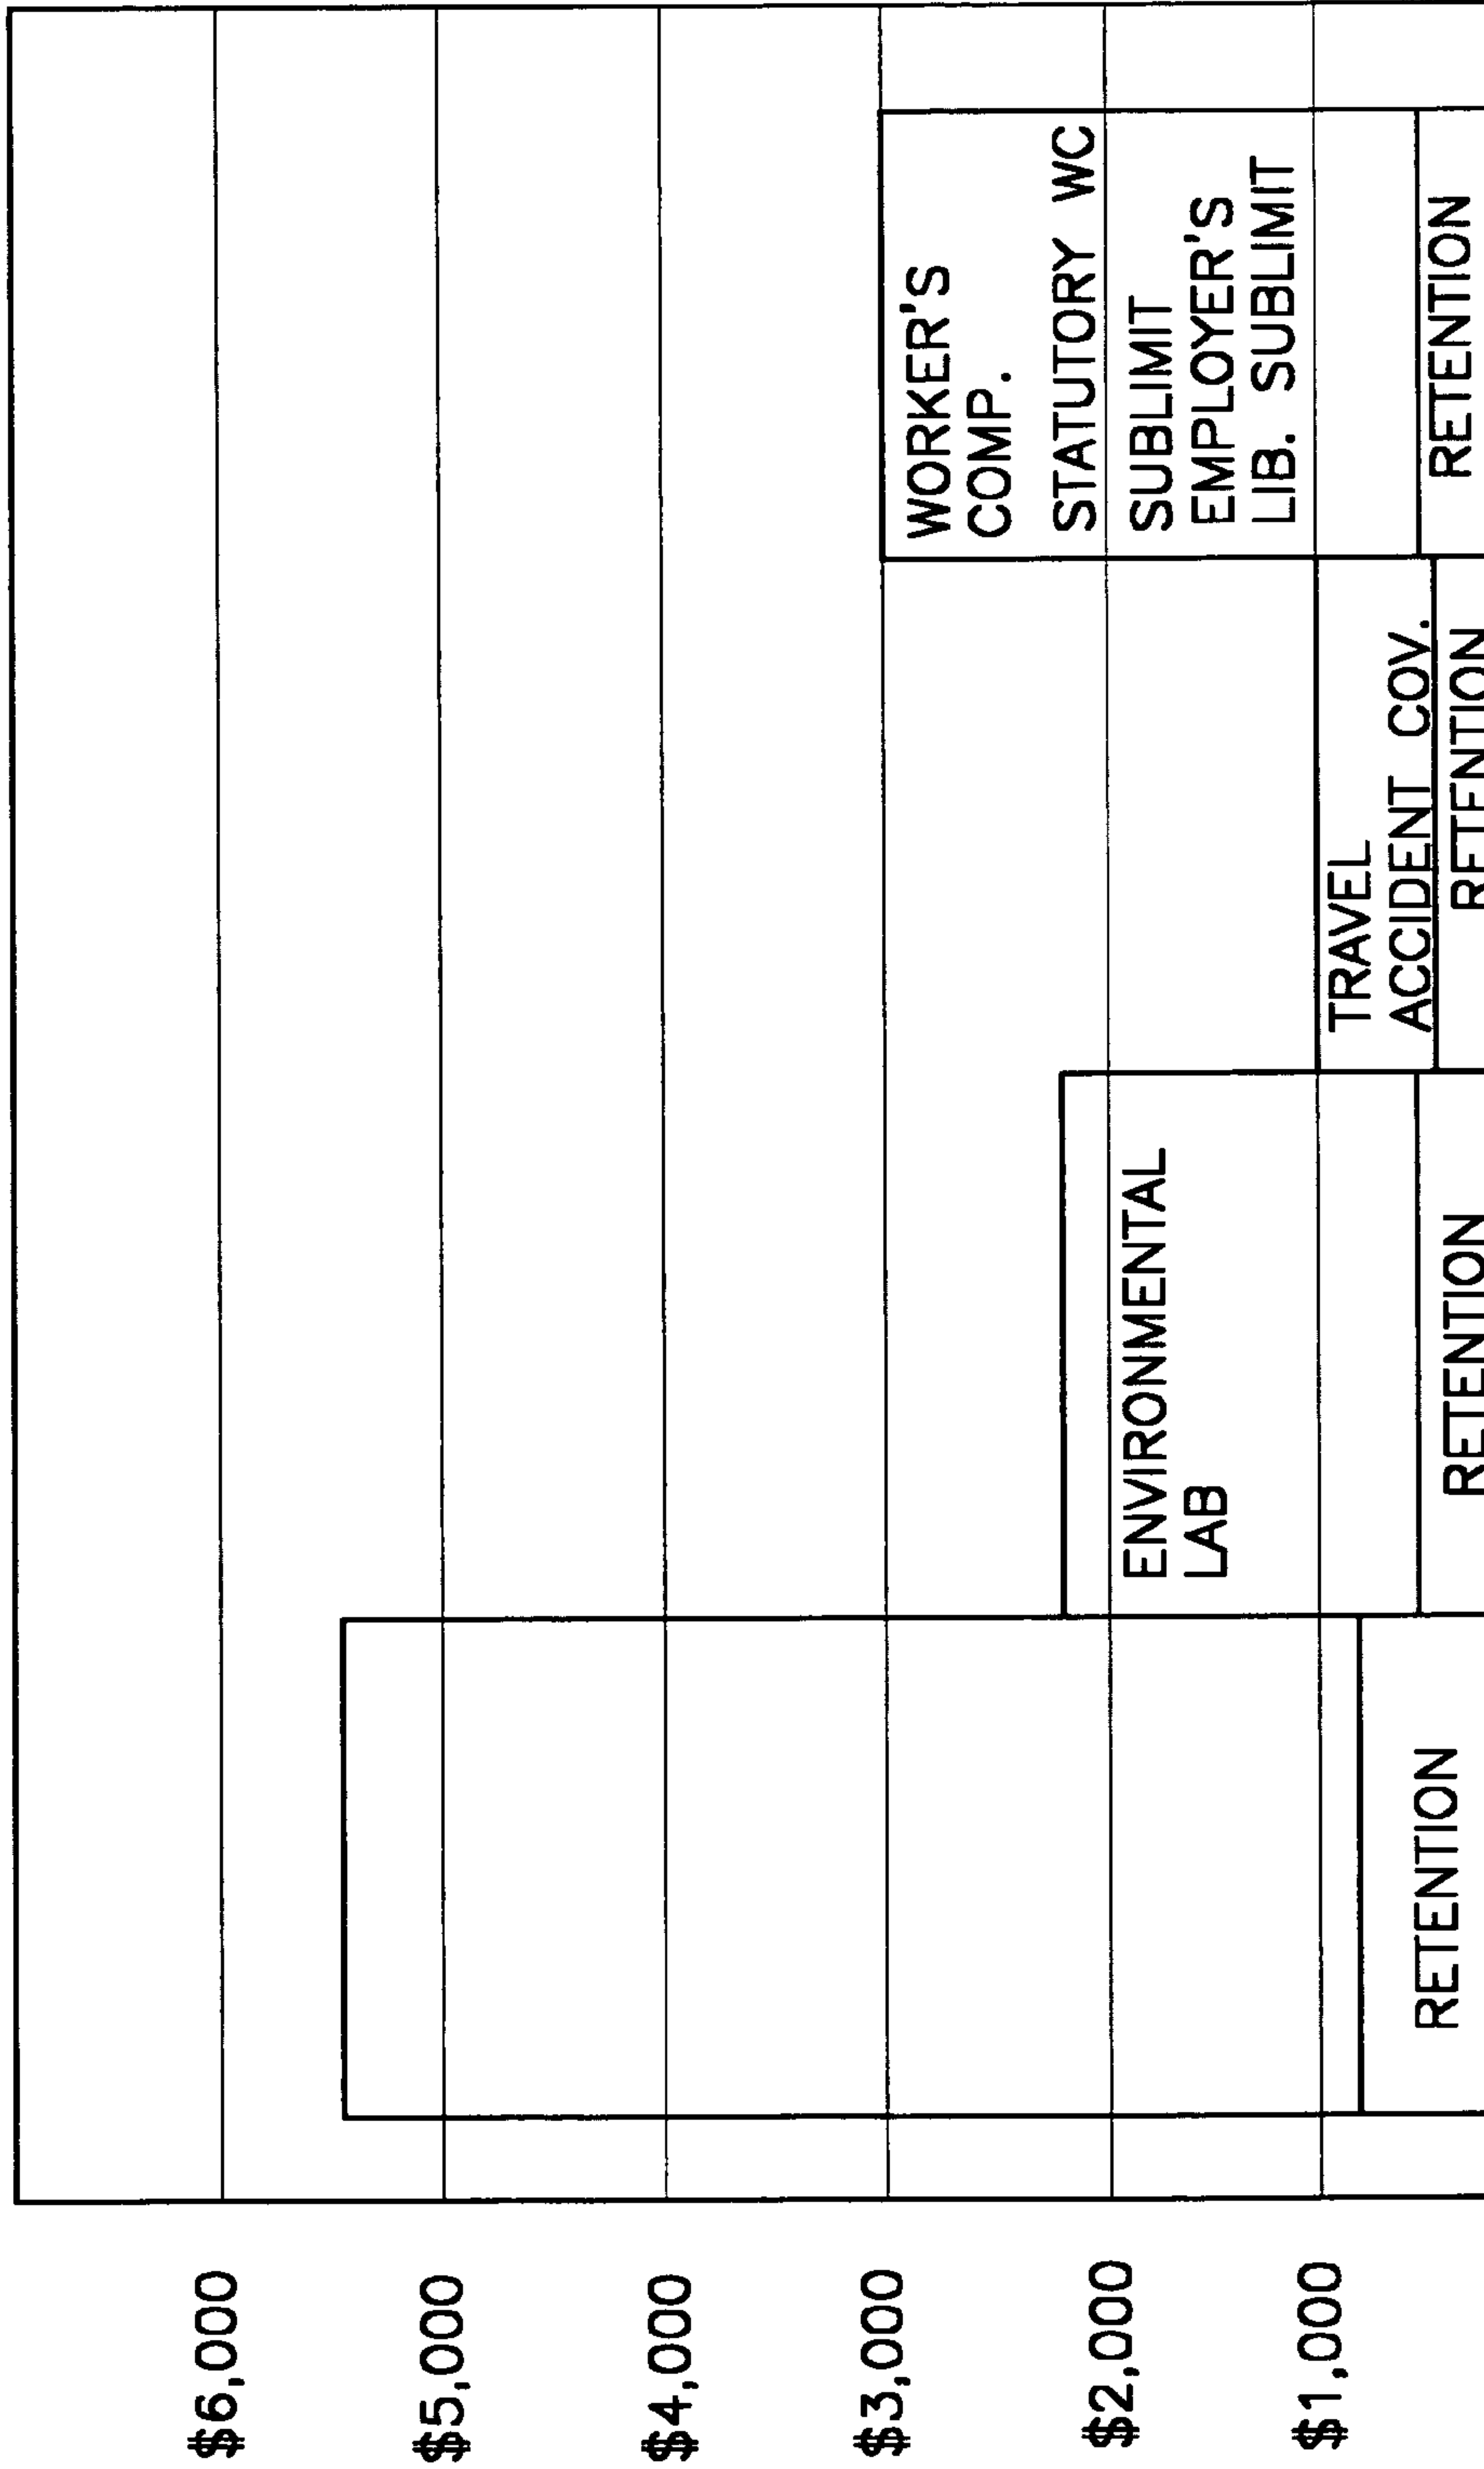 $6,000
$5,000
$4,000
$3,000
$2,000
$1,000
RETENTION
ENVIRONMENTAL
LAB
RETENTION
TRAVEL
ACCIDENT COV.
RETENTION
WORKER'S
COMP.
STATUTORY WC
SUBLIMIT
EMPLOYER'S
LIB. SUBLIMIT
RETENTION